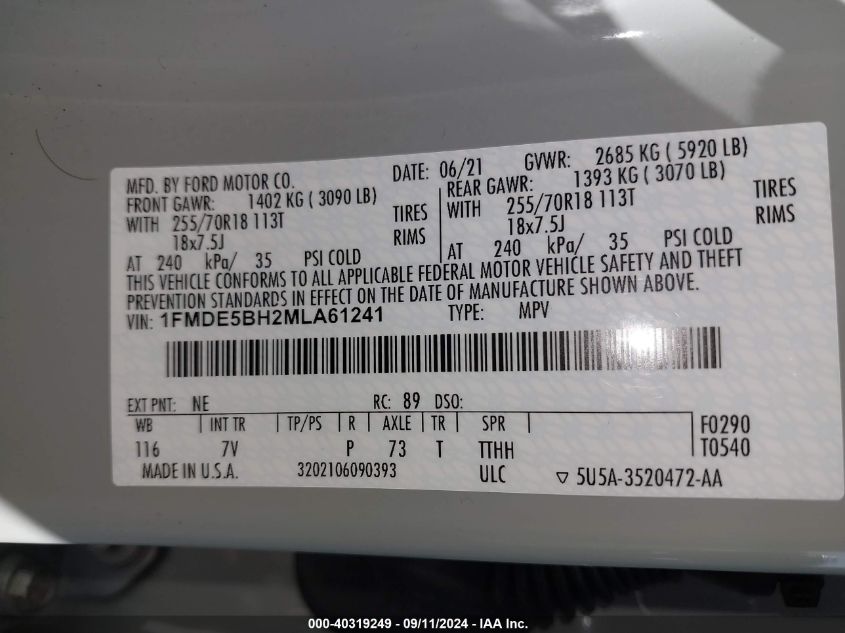 MFD. BY FORD MOTOR CO. DATE: 06/21 GVWR: 2685 KG ( 5920 LB)
FRONT GAWR: 1402 KG ( 3090 LB) REAR GAWR: 1393 KG ( 3070 LB)
WITH 255/70R18 113T TIRES WITH 255/70R18 113T TIRES
18x7.5J RIMS 18x7.5J RIMS
AT 240 kPa/ 35 PSI COLD AT 240 kPa/ 35 PSI COLD
THIS VEHICLE CONFORMS TO ALL APPLICABLE FEDERAL MOTOR VEHICLE SAFETY AND THEFT
PREVENTION STANDARDS IN EFFECT ON THE DATE OF MANUFACTURE SHOWN ABOVE.
VIN: 1FMDE5BH2MLA61241 TYPE: MPV
EXT PNT: NE RC: 89 DSO:
WB INT TR TP/PS R AXLE TR SPR F0290
116 7V P 73 T TTHH T0540
MADE IN U.S.A. 3202106090393 ULC ▽ 5U5A-3520472-AA
000-40319249 - 09/11/2024 - IAA Inc.